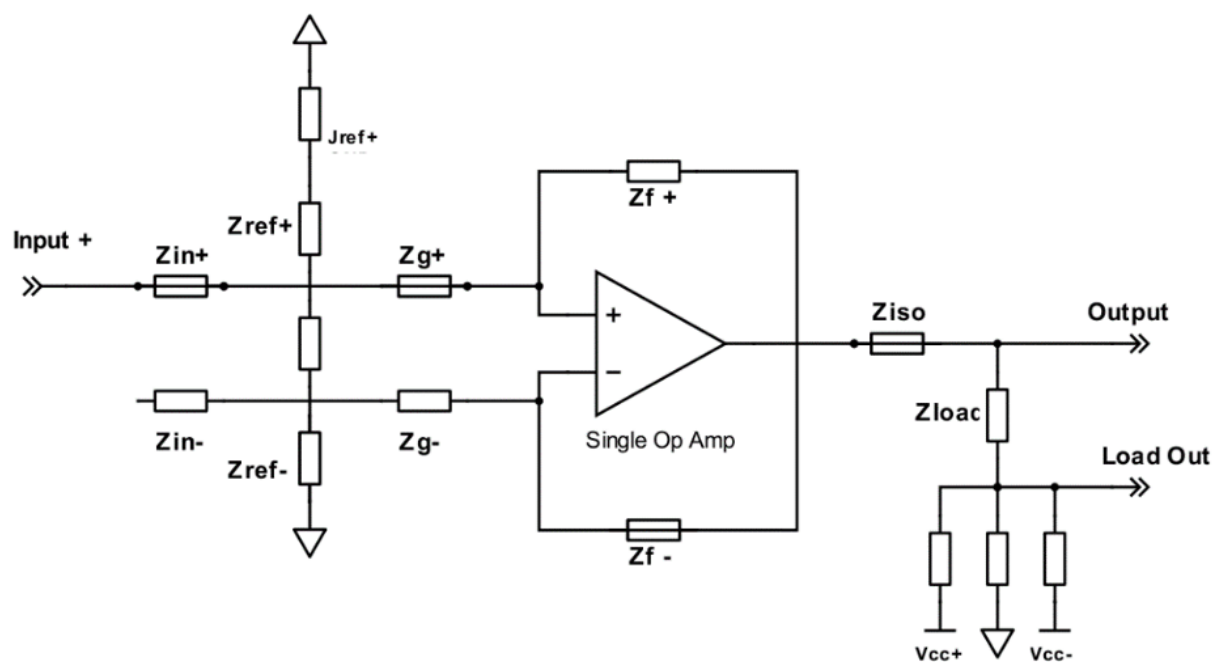 Jref+
Zf +
Zref+
Input +
Zin+
Zg+
Ziso
Output
+
−
Zload
Zin-
Zg-
Single Op Amp
Zref-
Load Out
Zf -
Vcc+
Vcc-